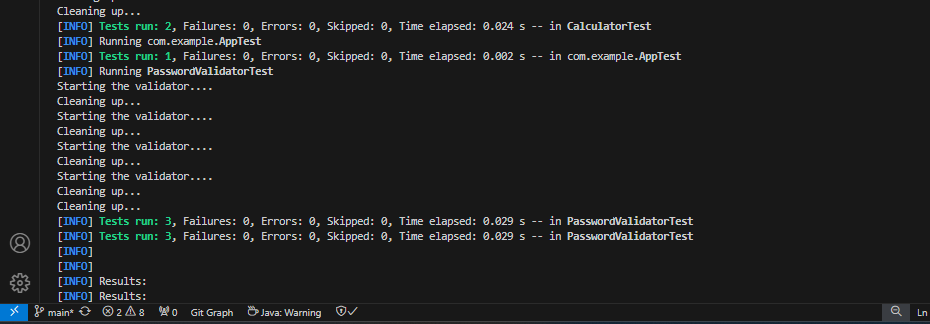 Cleaning up...
[INFO] Tests run: 2, Failures: 0, Errors: 0, Skipped: 0, Time elapsed: 0.024 s -- in CalculatorTest
[INFO] Running com.example.AppTest
[INFO] Tests run: 1, Failures: 0, Errors: 0, Skipped: 0, Time elapsed: 0.002 s -- in com.example.AppTest
[INFO] Running PasswordValidatorTest
Starting the validator....
Cleaning up...
Starting the validator....
Cleaning up...
Starting the validator....
Cleaning up...
Starting the validator....
Cleaning up...
Cleaning up...
[INFO] Tests run: 3, Failures: 0, Errors: 0, Skipped: 0, Time elapsed: 0.029 s -- in PasswordValidatorTest
[INFO] Tests run: 3, Failures: 0, Errors: 0, Skipped: 0, Time elapsed: 0.029 s -- in PasswordValidatorTest
[INFO]
[INFO]
[INFO] Results:
[INFO] Results:
main* 2 8 0 Git Graph Java: Warning Ln